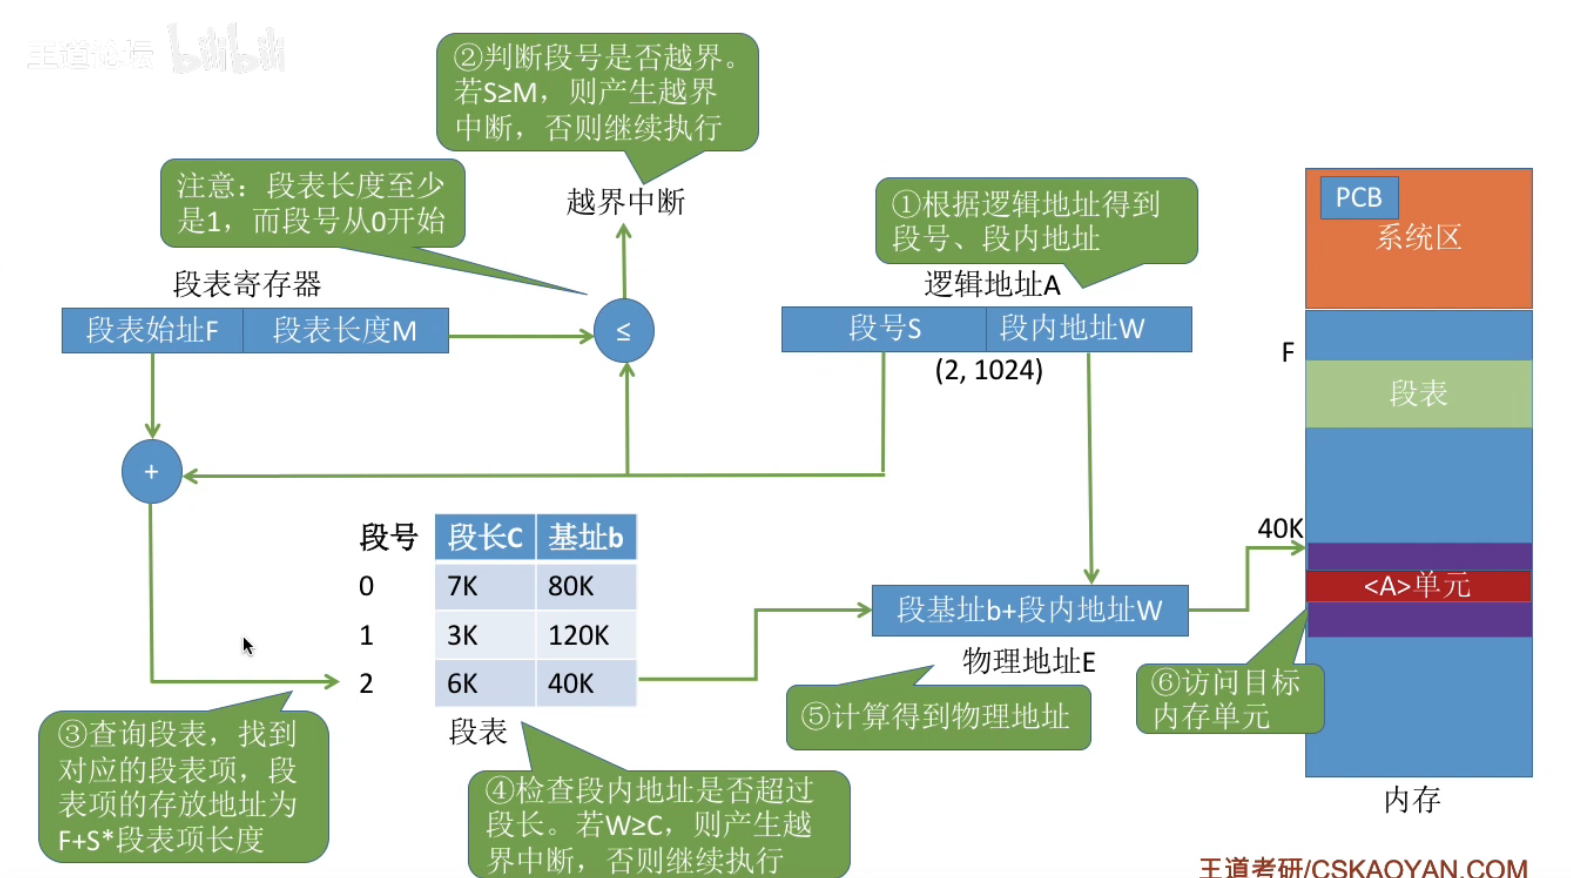 王道论坛 bilibili
②判断段号是否越界。
若S≥M，则产生越界
中断，否则继续执行
注意：段表长度至少
是1，而段号从0开始
越界中断
①根据逻辑地址得到
段号、段内地址
PCB
系统区
段表寄存器
逻辑地址A
段表始址F
段表长度M
≤
段号S
段内地址W
(2, 1024)
F
段表
+
40K
段号
段长C
基址b
0
7K
80K
1
3K
120K
2
6K
40K
段表
<A>单元
段基址b+段内地址W
物理地址E
③查询段表，找到
对应的段表项，段
表项的存放地址为
F+S*段表项长度
④检查段内地址是否超过
段长。若W≥C，则产生越
界中断，否则继续执行
⑤计算得到物理地址
⑥访问目标
内存单元
内存
王道考研/CSKAOYAN.COM